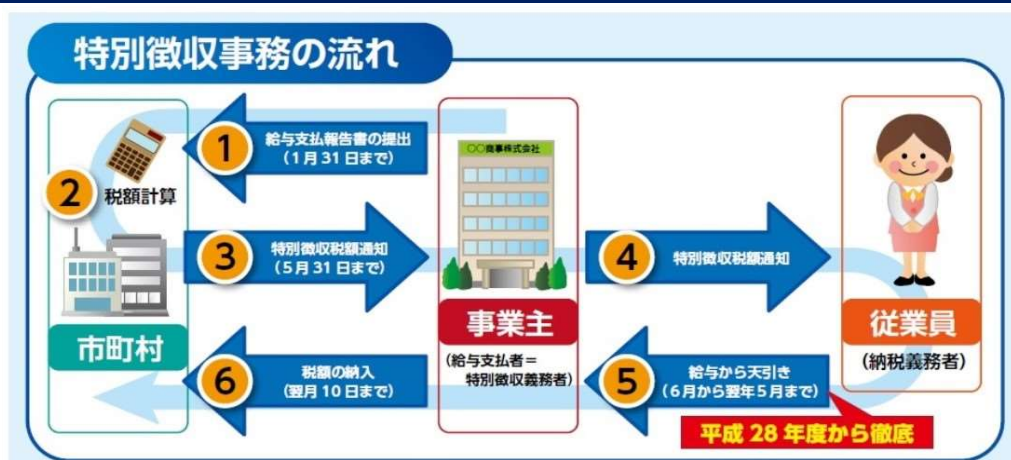 特別徴収事務の流れ
1
給与支払報告書の提出
(1月31日まで)
2
税額計算
3
特別徴収税額通知
(5月31日まで)
〇〇商事株式会社
4
特別徴収税額通知
市町村
事業主
(給与支払者=
特別徴収義務者)
従業員
(納税義務者)
5
給与から天引き
(6月から翌年5月まで)
平成28年度から徹底
6
税額の納入
(翌月10日まで)